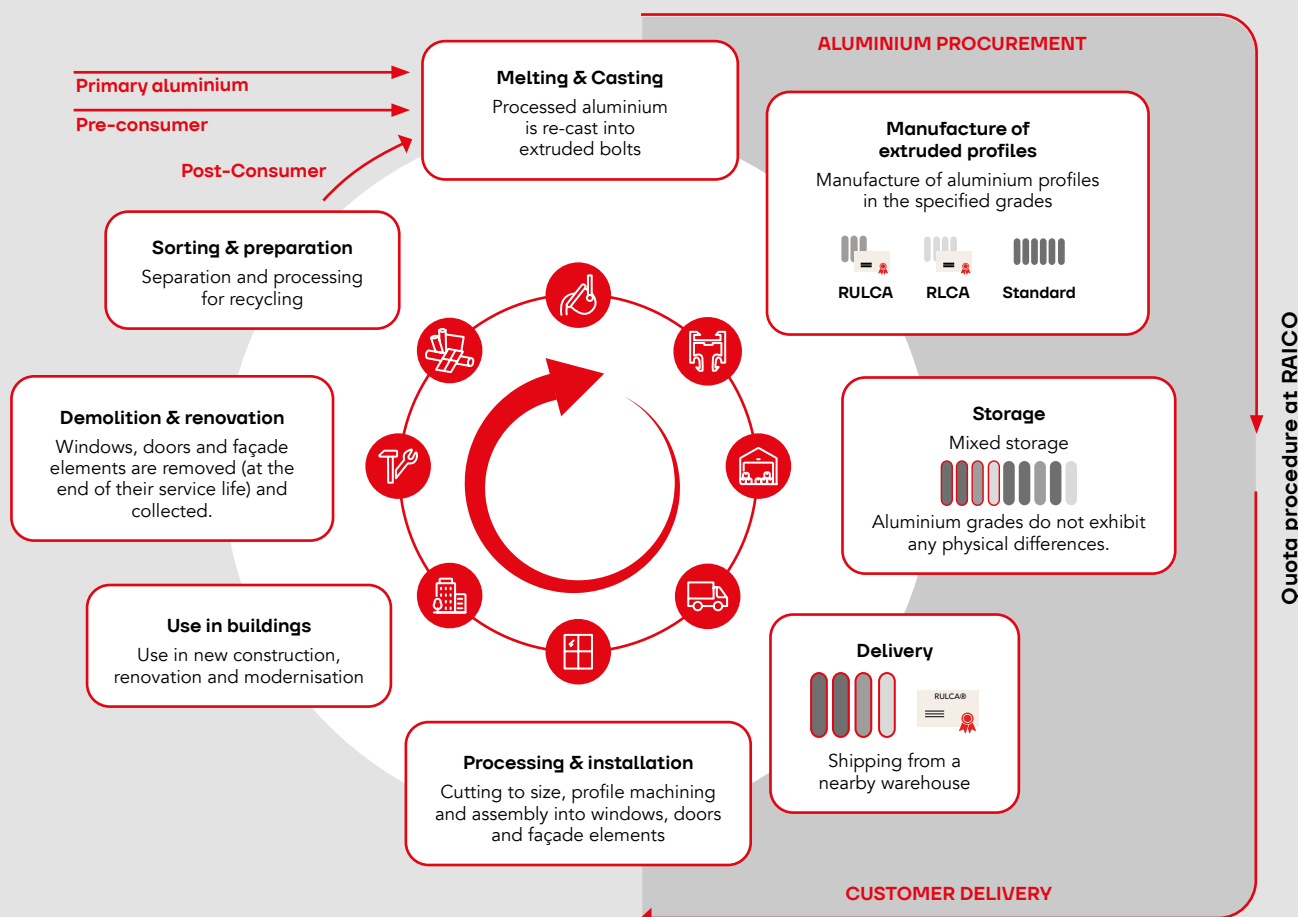 ALUMINIUM PROCUREMENT
Primary aluminium
Pre-consumer
Post-Consumer
Melting & Casting
Processed aluminium
is re-cast into
extruded bolts
Manufacture of
extruded profiles
Manufacture of aluminium profiles
in the specified grades
RULCA
RLCA
Standard
Storage
Mixed storage
Aluminium grades do not exhibit
any physical differences.
Delivery
RULCA®
Shipping from a
nearby warehouse
Processing & installation
Cutting to size, profile machining
and assembly into windows, doors
and façade elements
Use in buildings
Use in new construction,
renovation and modernisation
Demolition & renovation
Windows, doors and façade
elements are removed (at the
end of their service life) and
collected.
Sorting & preparation
Separation and processing
for recycling
CUSTOMER DELIVERY
Quota procedure at RAICO